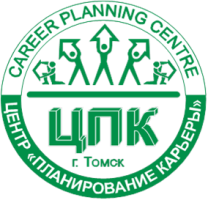 CAREER PLANNING CENTRE
ЦПК
г. Томск
ЦЕНТР «ПЛАНИРОВАНИЕ КАРЬЕРЫ»